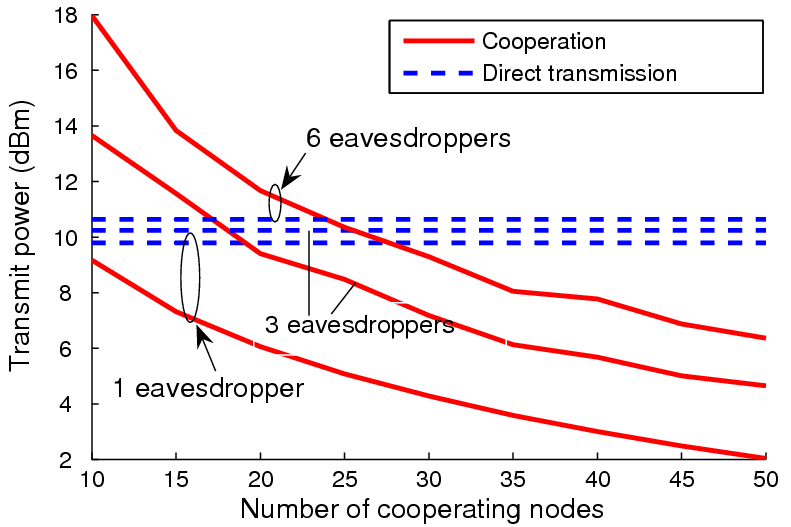 Cooperation
Direct transmission
6 eavesdroppers
3 eavesdroppers
1 eavesdropper
Transmit power (dBm)
18
16
14
12
10
8
6
4
2
10 15 20 25 30 35 40 45 50
Number of cooperating nodes